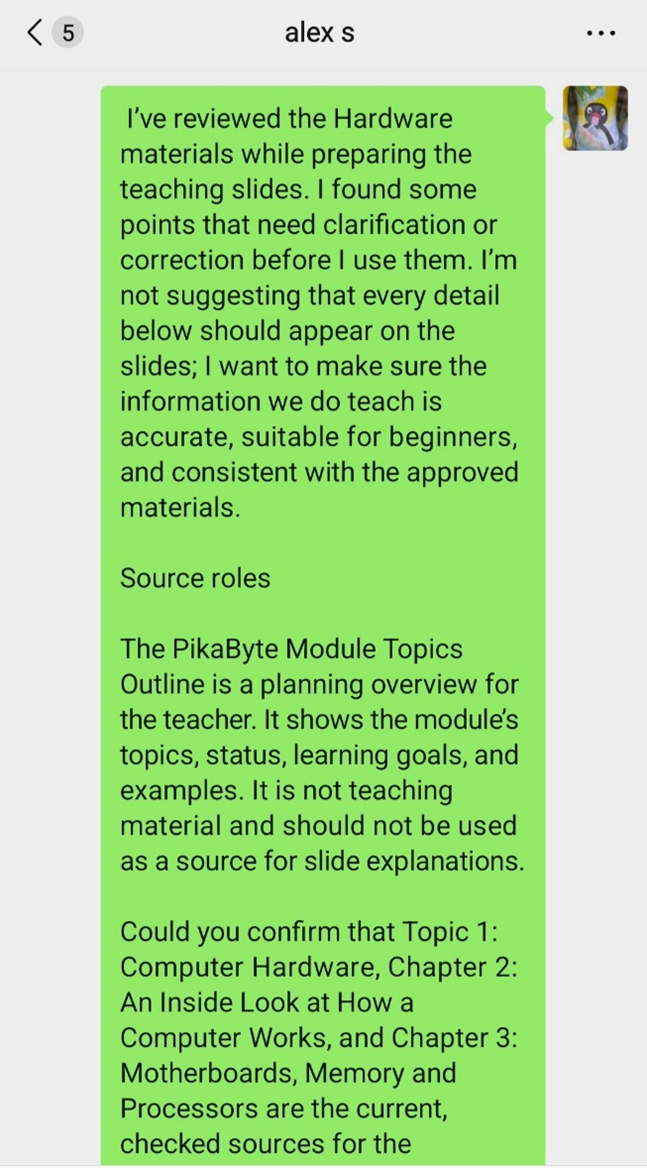 5
alex s
I’ve reviewed the Hardware
materials while preparing the
teaching slides. I found some
points that need clarification or
correction before I use them. I’m
not suggesting that every detail
below should appear on the
slides; I want to make sure the
information we do teach is
accurate, suitable for beginners,
and consistent with the approved
materials.
Source roles
The PikaByte Module Topics
Outline is a planning overview for
the teacher. It shows the module’s
topics, status, learning goals, and
examples. It is not teaching
material and should not be used
as a source for slide explanations.
Could you confirm that Topic 1:
Computer Hardware, Chapter 2:
An Inside Look at How a
Computer Works, and Chapter 3:
Motherboards, Memory and
Processors are the current,
checked sources for the